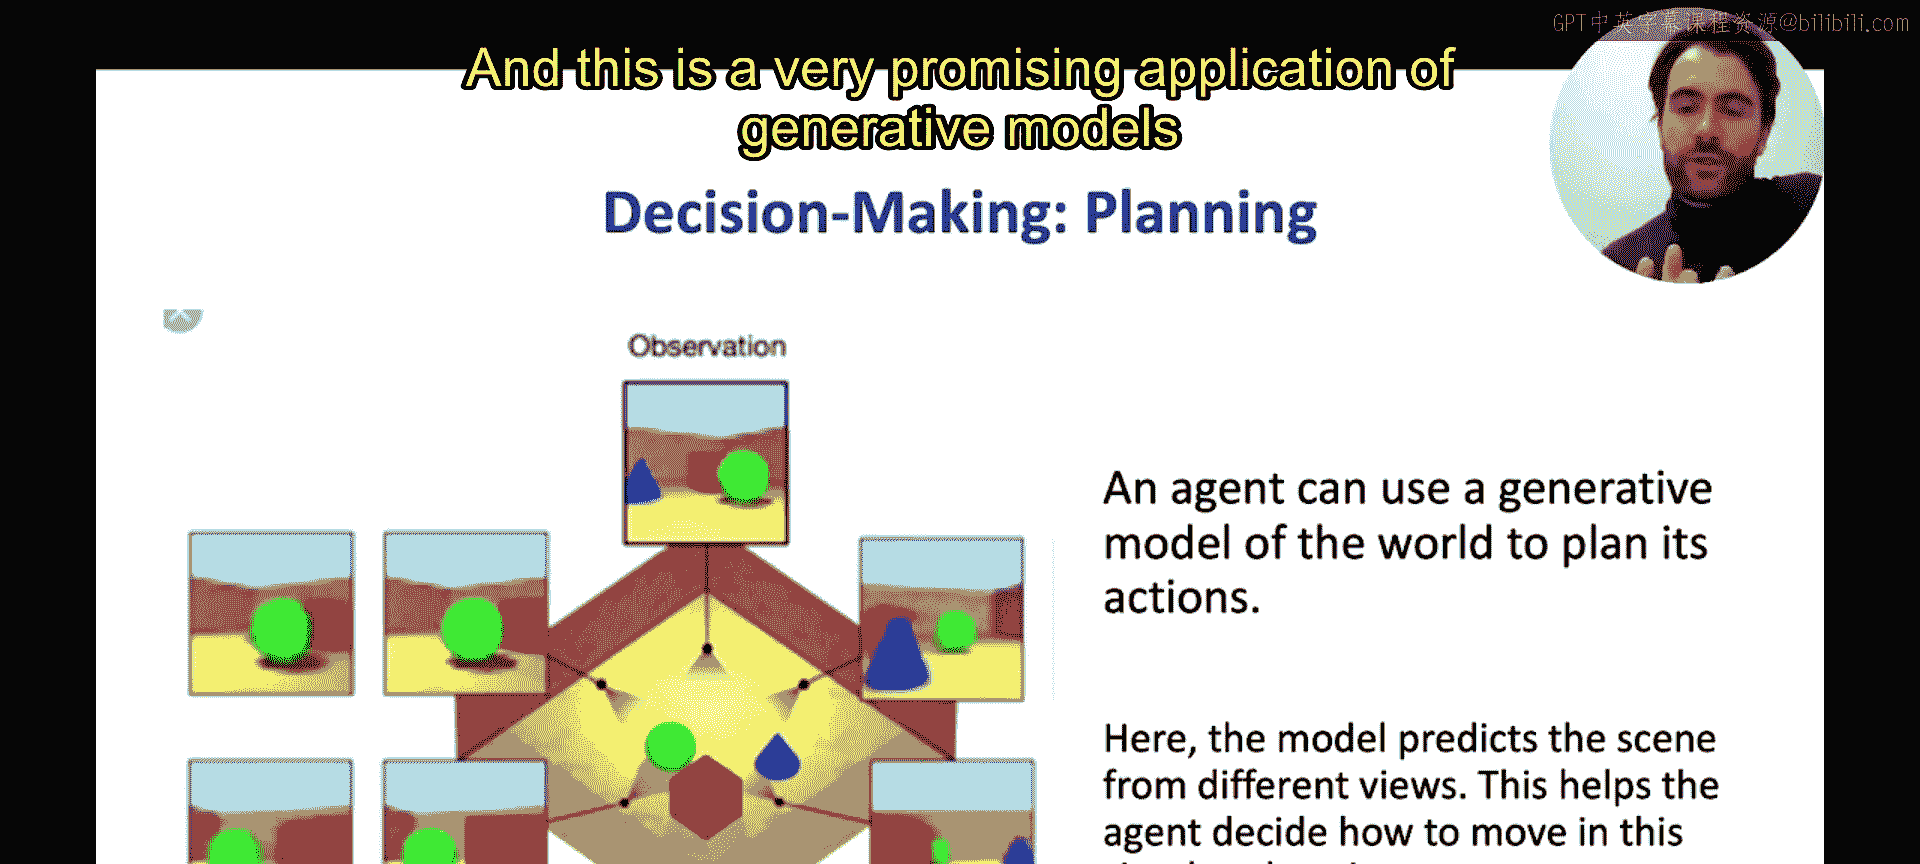 GPT中英字幕课程资源@bilibili.com
And this is a very promising application of
generative models
Decision-Making: Planning
Observation
An agent can use a generative
model of the world to plan its
actions.
Here, the model predicts the scene
from different views. This helps the
agent decide how to move in this